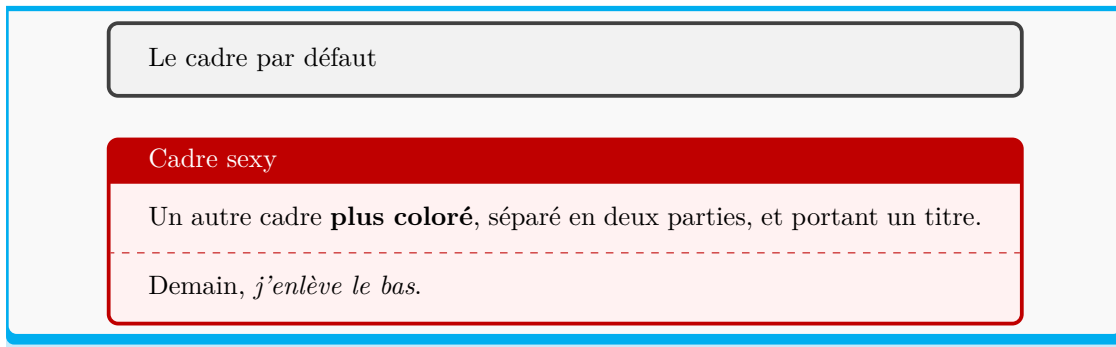 Le cadre par défaut
Cadre sexy
Un autre cadre plus coloré, séparé en deux parties, et portant un titre.
Demain, j'enlève le bas.